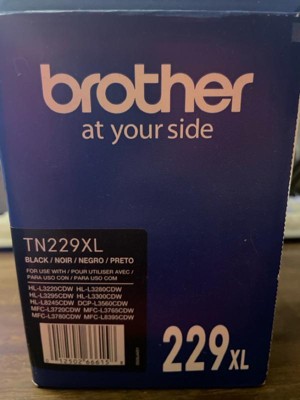 brother
at your side
TN229XL
BLACK / NOIR / NEGRO / PRETO
FOR USE WITH / POUR UTILISER AVEC /
PARA USO CON / PARA USO COM
HL-L3220CDW HL-L3280CDW
HL-L3295CDW HL-L3300CDW
HL-L8245CDW DCP-L3560CDW
MFC-L3720CDW MFC-L3765CDW
MFC-L3780CDW MFC-L8395CDW
229XL